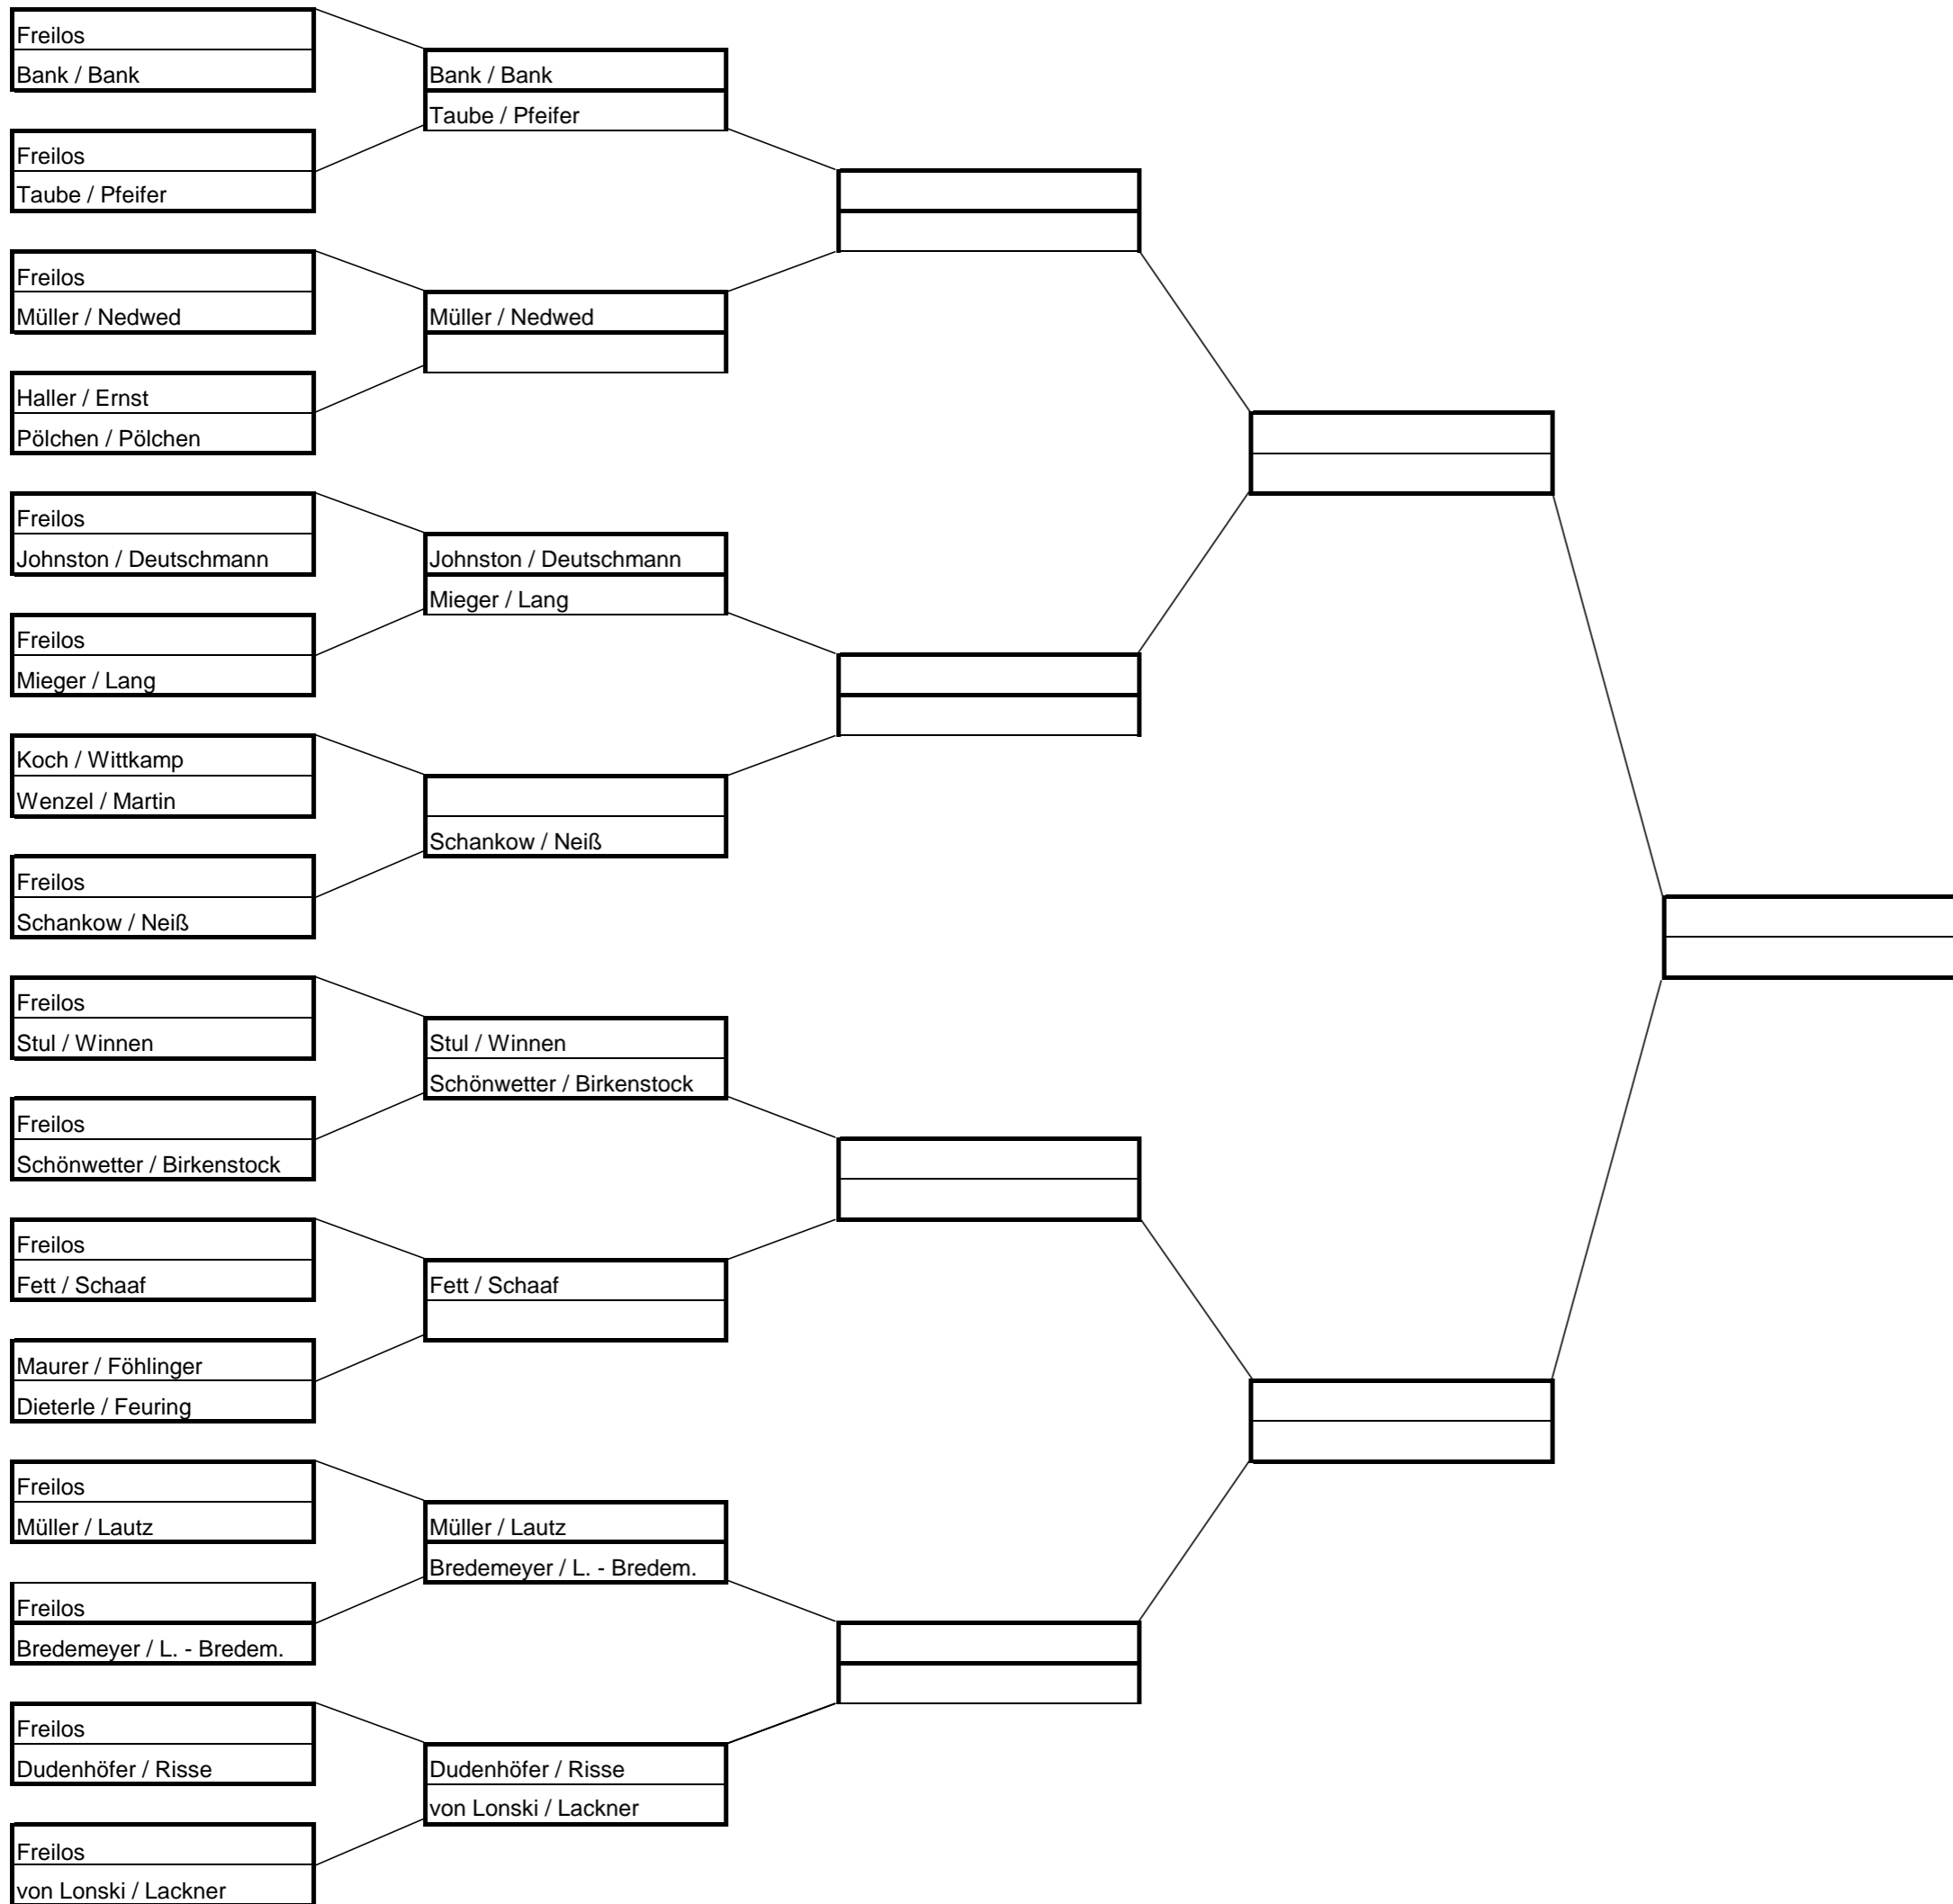 Freilos
Bank / Bank
Freilos
Taube / Pfeifer
Freilos
Müller / Nedwed
Haller / Ernst
Pölchen / Pölchen
Freilos
Johnston / Deutschmann
Freilos
Mieger / Lang
Koch / Wittkamp
Wenzel / Martin
Freilos
Schankow / Neiß
Freilos
Stul / Winnen
Freilos
Schönwetter / Birkenstock
Freilos
Fett / Schaaf
Maurer / Föhlinger
Dieterle / Feuring
Freilos
Müller / Lautz
Freilos
Bredemeyer / L. - Bredem.
Freilos
Dudenhöfer / Risse
Freilos
von Lonski / Lackner
Bank / Bank
Taube / Pfeifer
Müller / Nedwed
Johnston / Deutschmann
Mieger / Lang
Schankow / Neiß
Stul / Winnen
Schönwetter / Birkenstock
Fett / Schaaf
Müller / Lautz
Bredemeyer / L. - Bredem.
Dudenhöfer / Risse
von Lonski / Lackner